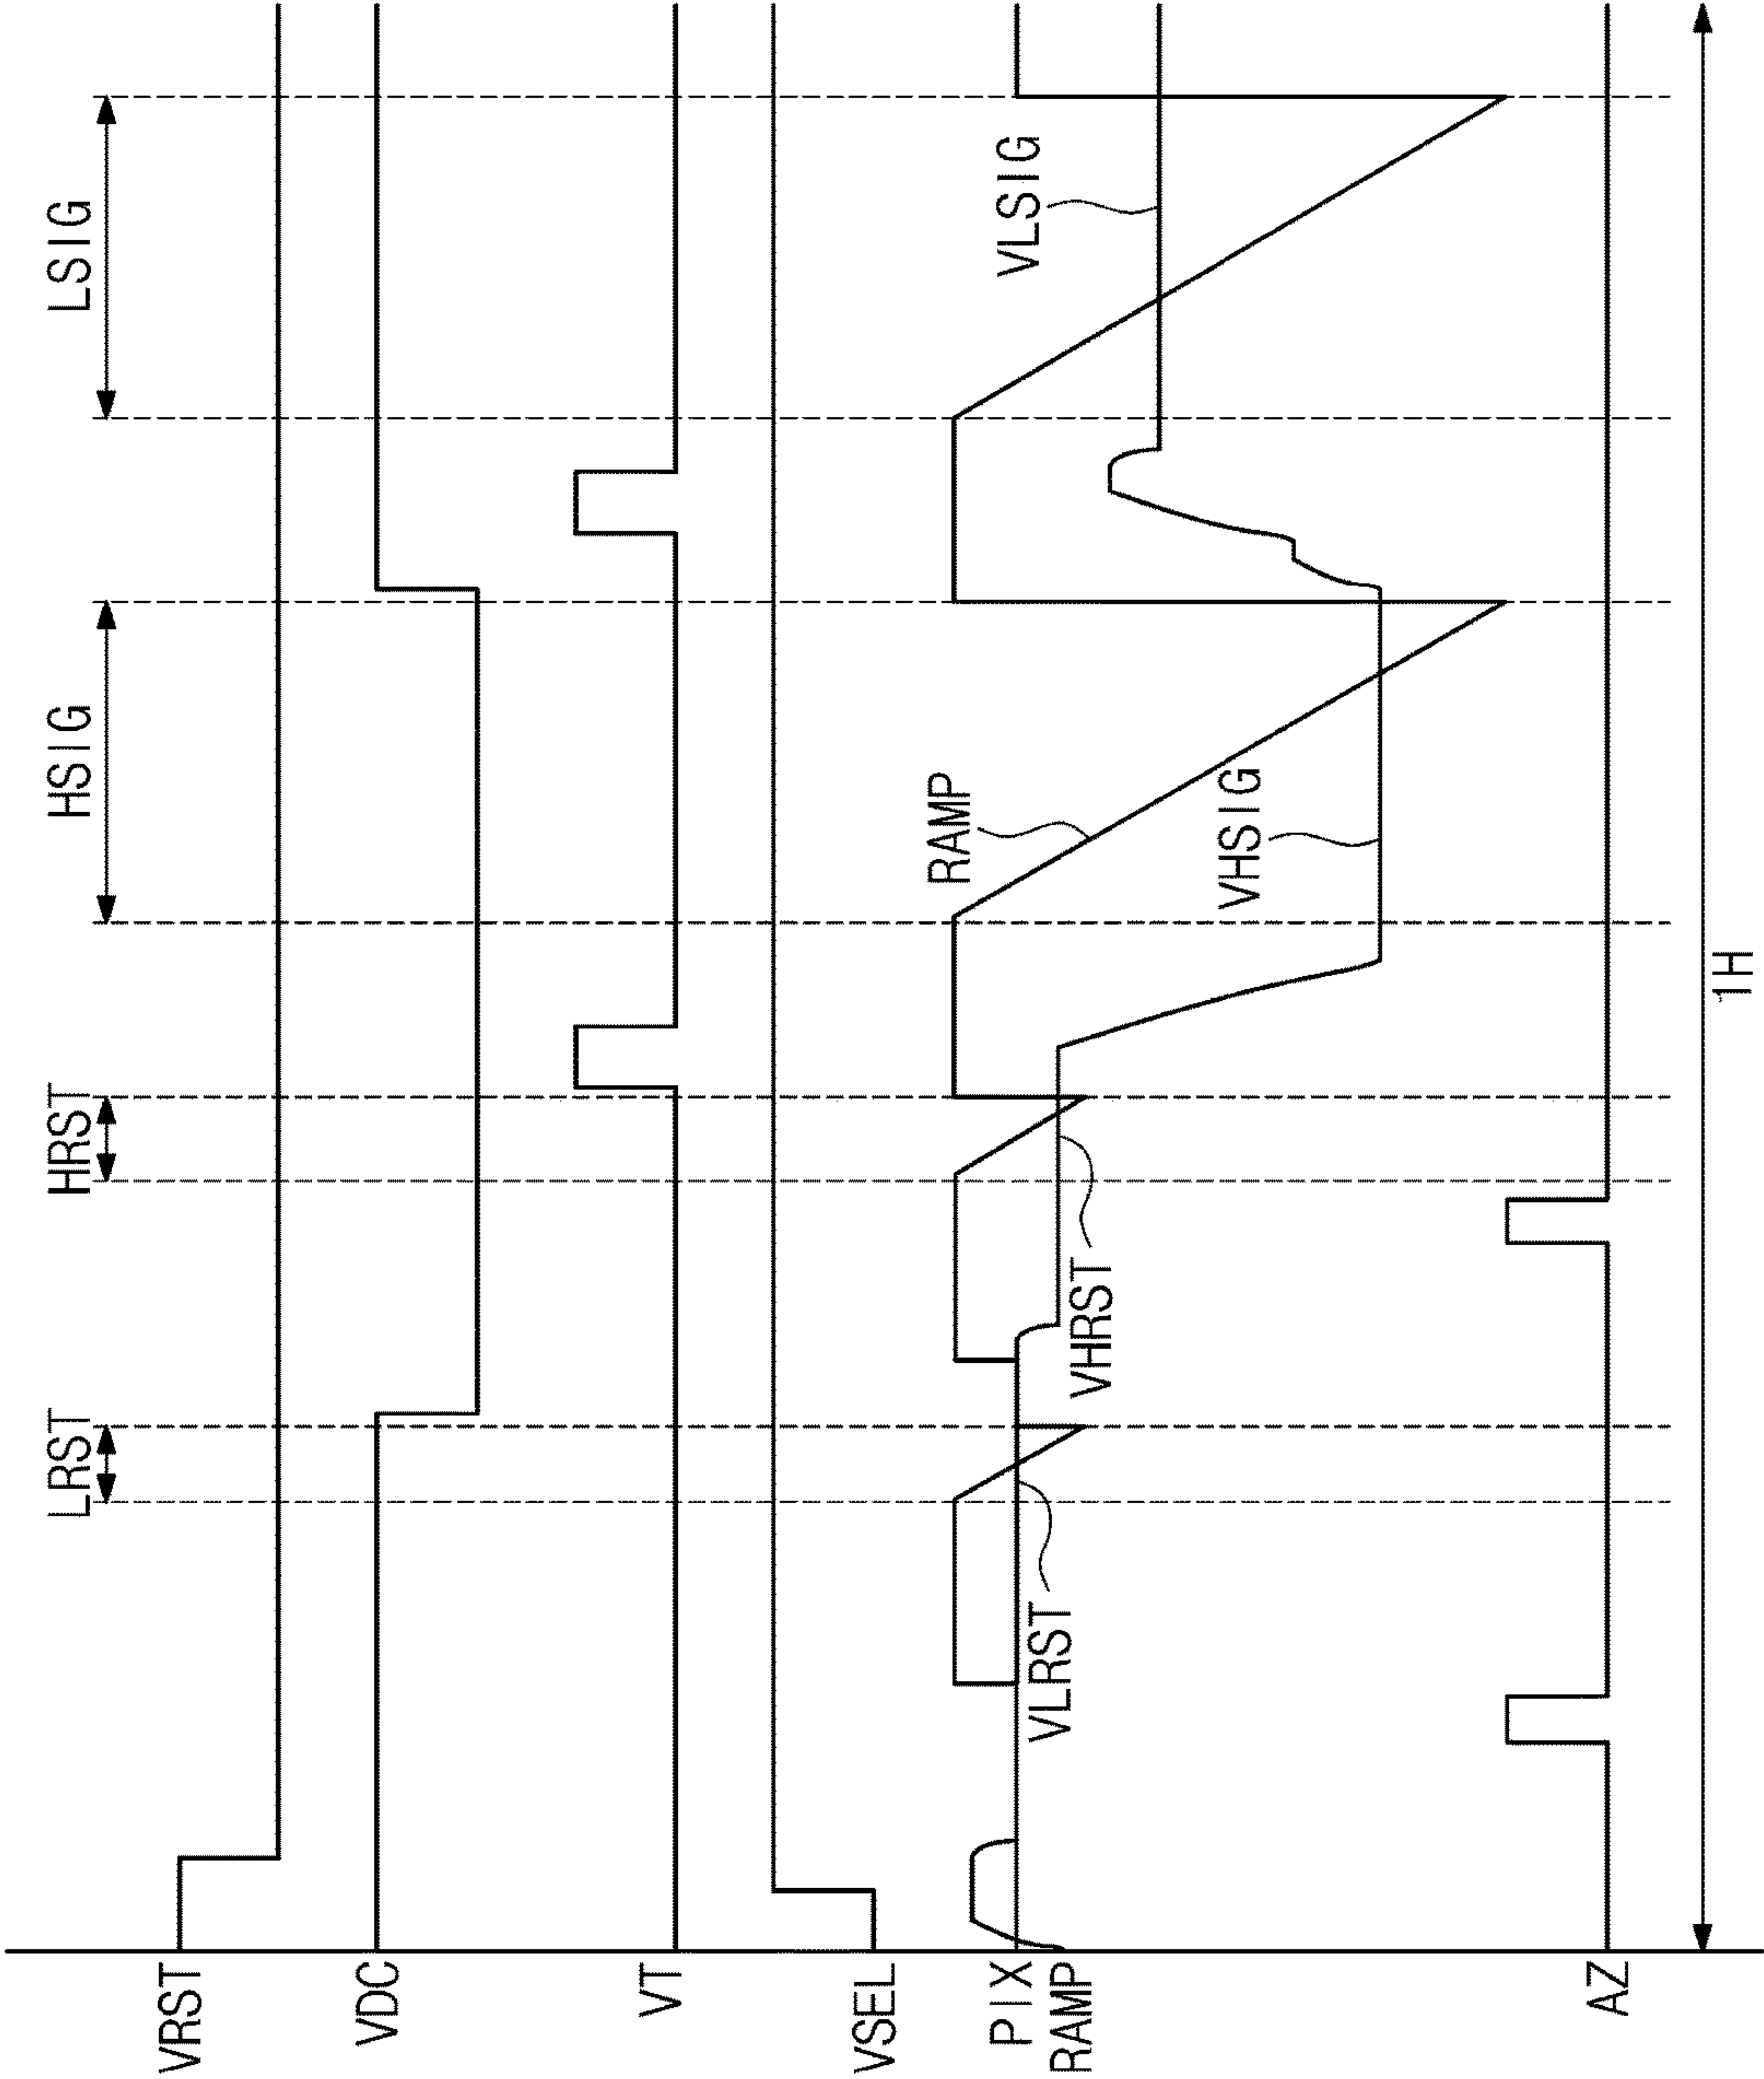 LRST
HRST
HSIG
LSIG
VRST
VDC
VT
VSEL
PIX
RAMP
RAMP
VLSIG
VHSIG
VHRST
VLRST
AZ
1H